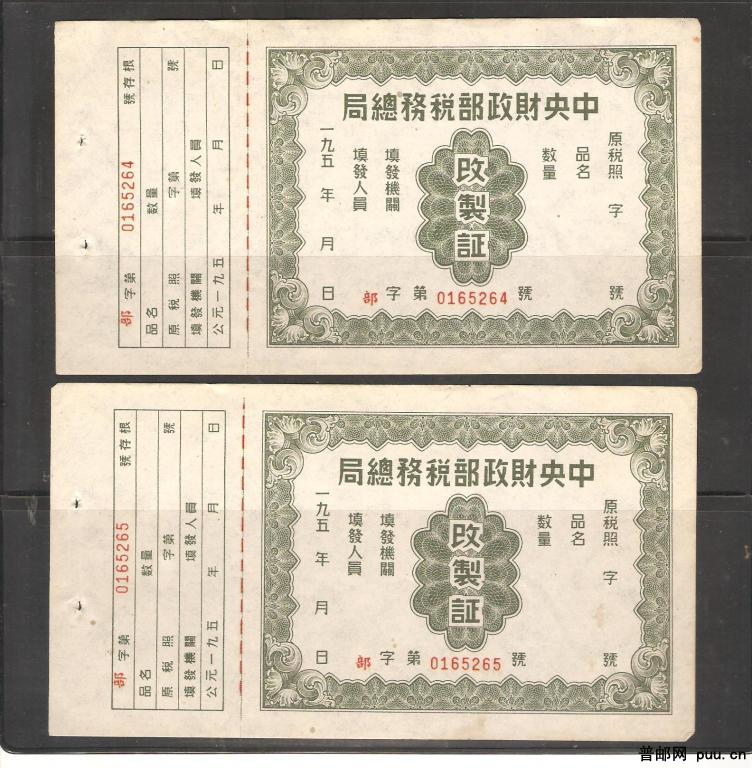 部 字第 0165264 號存根
品名 數量
原税照 字第 號
填發機關 填發人員
公元一九五 年 月 日
中央財政部税務總局
原税照 字 號
品名
數量
改製証
填發機關
填發人員
一九五 年 月 日
部 字 第 0165264 號
部 字第 0165265 號存根
品名 數量
原税照 字第 號
填發機關 填發人員
公元一九五 年 月 日
中央財政部税務總局
原税照 字 號
品名
數量
改製証
填發機關
填發人員
一九五 年 月 日
部 字 第 0165265 號
普邮网 puu.cn